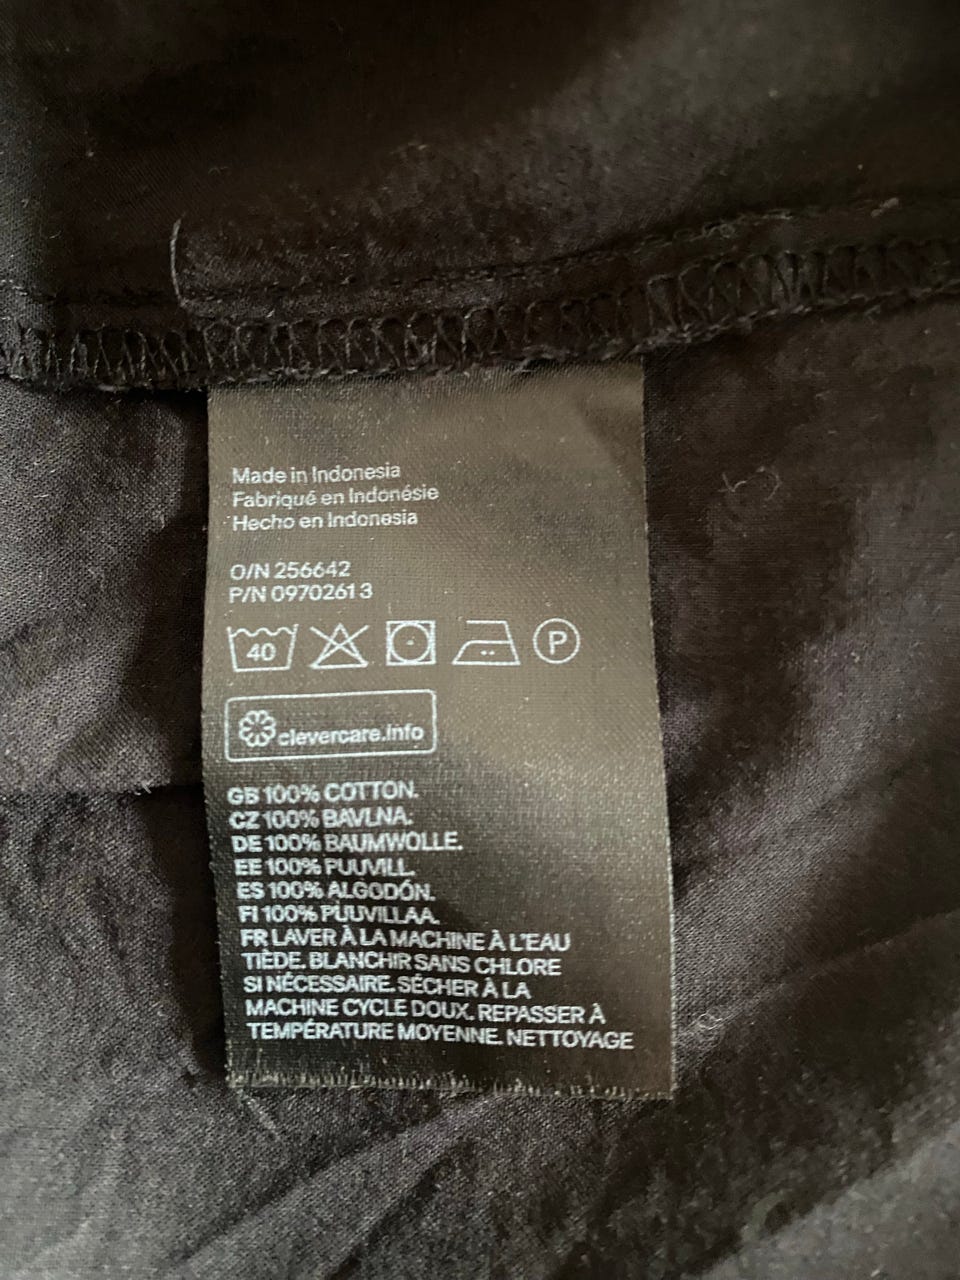 Made in Indonesia
Fabriqué en Indonésie
Hecho en Indonesia
O/N 256642
P/N 09702613
40 P
clevercare.info
GB 100% COTTON.
CZ 100% BAVLNA.
DE 100% BAUMWOLLE.
EE 100% PUUVILL.
ES 100% ALGODÓN.
FI 100% PUUVILLAA.
FR LAVER À LA MACHINE À L'EAU
TIÈDE. BLANCHIR SANS CHLORE
SI NÉCESSAIRE. SÉCHER À LA
MACHINE CYCLE DOUX. REPASSER À
TEMPÉRATURE MOYENNE. NETTOYAGE